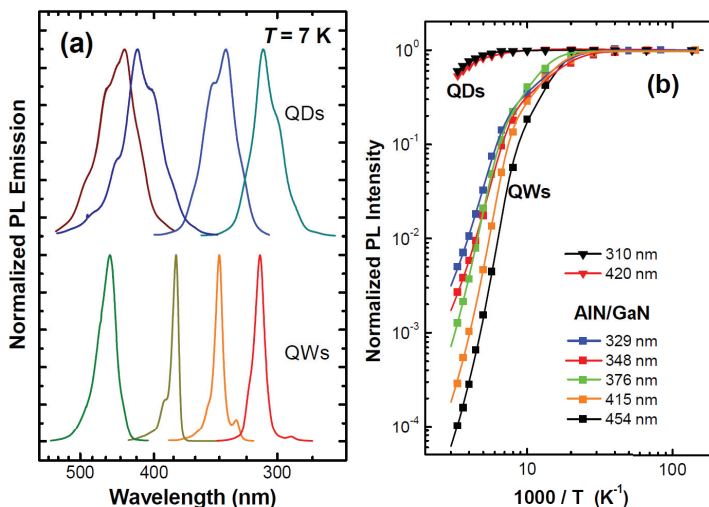 (a)
T = 7 K
QDs
QWs
Normalized PL Emission
500
400
300
Wavelength (nm)
(b)
QDs
QWs
310 nm
420 nm
AlN/GaN
329 nm
348 nm
376 nm
415 nm
454 nm
Normalized PL Intensity
10^0
10^-1
10^-2
10^-3
10^-4
1
10
100
1000 / T (K^-1)